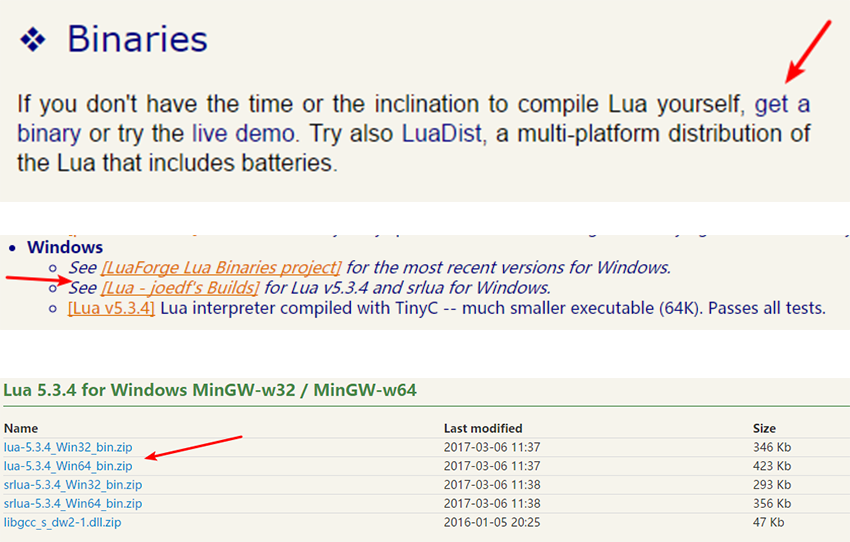 ❖ Binaries
If you don't have the time or the inclination to compile Lua yourself, get a
binary or try the live demo. Try also LuaDist, a multi-platform distribution of
the Lua that includes batteries.
• Windows
See [LuaForge Lua Binaries project] for the most recent versions for Windows.
See [Lua - joedf's Builds] for Lua v5.3.4 and srlua for Windows.
[Lua v5.3.4] Lua interpreter compiled with TinyC -- much smaller executable (64K). Passes all tests.
Lua 5.3.4 for Windows MinGW-w32 / MinGW-w64
Name Last modified Size
lua-5.3.4_Win32_bin.zip 2017-03-06 11:37 346 Kb
lua-5.3.4_Win64_bin.zip 2017-03-06 11:37 423 Kb
srlua-5.3.4_Win32_bin.zip 2017-03-06 11:38 293 Kb
srlua-5.3.4_Win64_bin.zip 2017-03-06 11:38 356 Kb
libgcc_s_dw2-1.dll.zip 2016-01-05 20:25 47 Kb